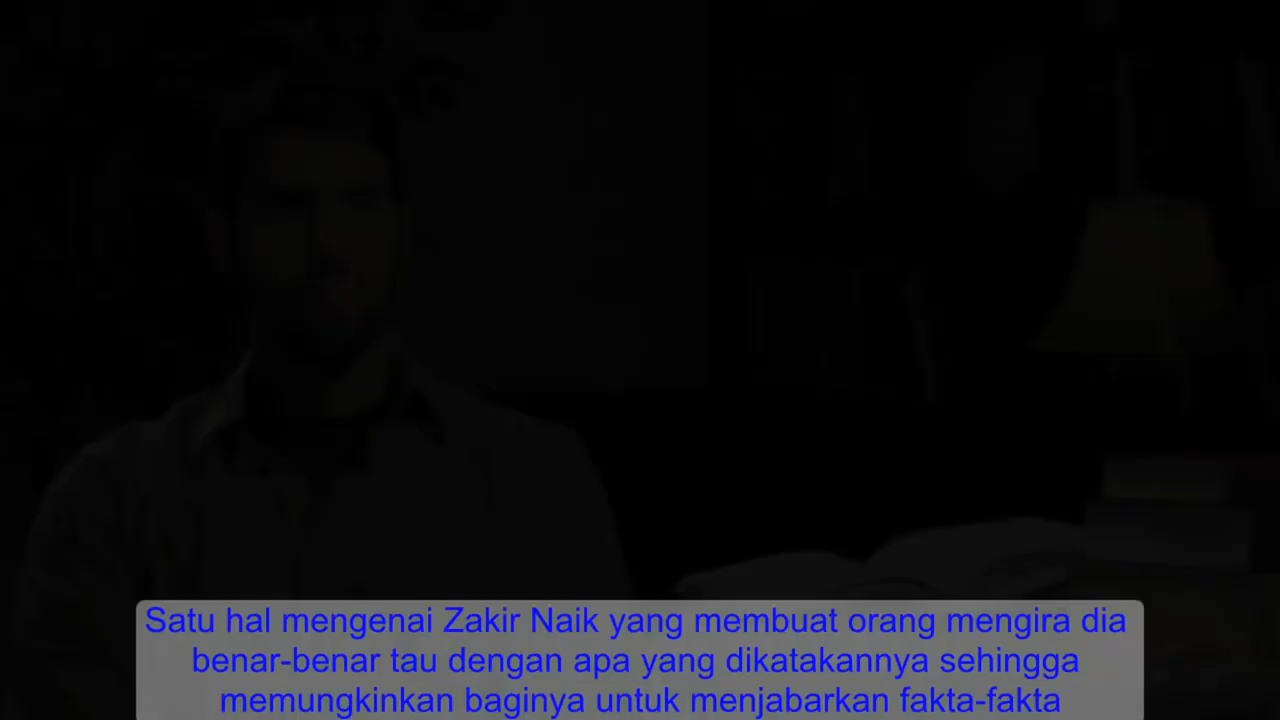 Satu hal mengenai Zakir Naik yang membuat orang mengira dia
benar-benar tau dengan apa yang dikatakannya sehingga
memungkinkan baginya untuk menjabarkan fakta-fakta